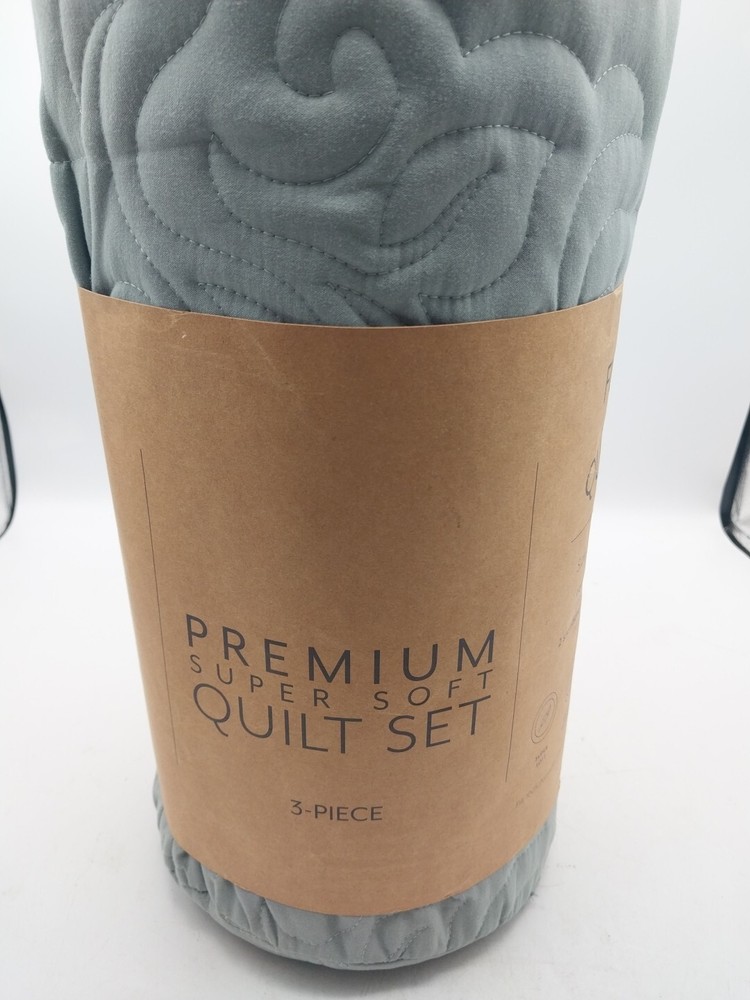 PREMIUM
SUPER SOFT
QUILT SET
3-PIECE